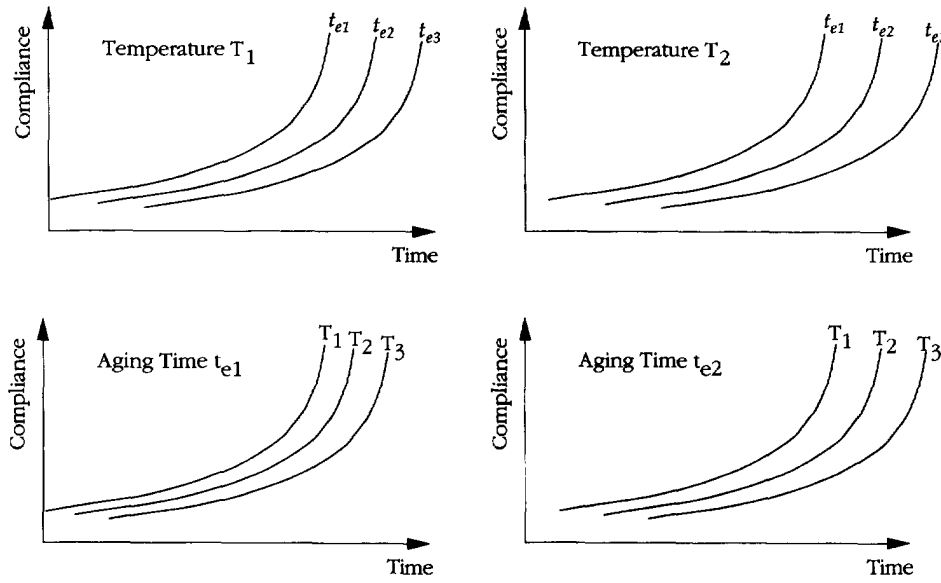 Compliance
Temperature T1
te1
te2
te3
Time
Compliance
Temperature T2
te1
te2
Time
Compliance
Aging Time te1
T1
T2
T3
Time
Compliance
Aging Time te2
T1
T2
T3
Time